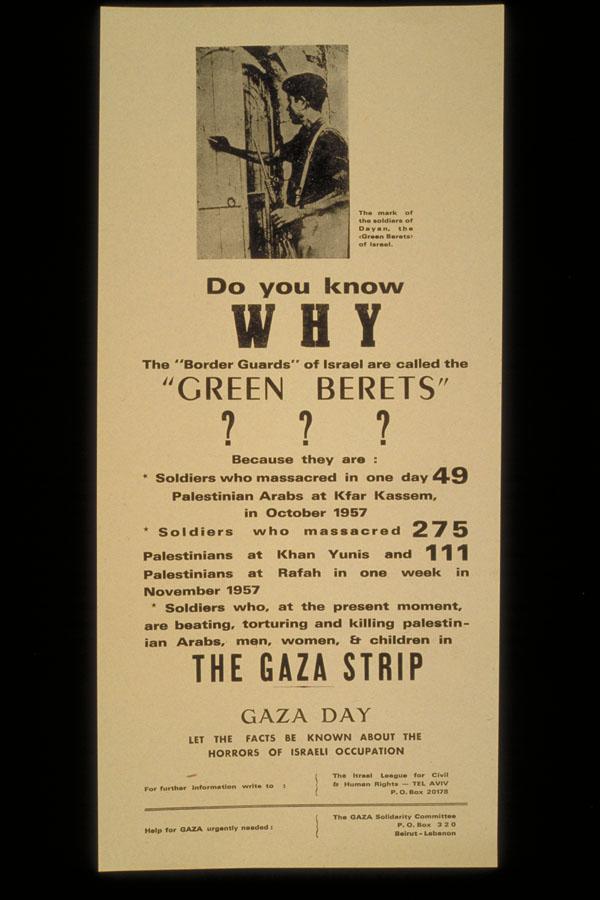 The mark of
the soldiers of
Dayan, the
‹Green Berets›
of Israel.
Do you know
WHY
The "Border Guards" of Israel are called the
"GREEN BERETS"
? ? ?
Because they are :
* Soldiers who massacred in one day 49
Palestinian Arabs at Kfar Kassem,
in October 1957
* Soldiers who massacred 275
Palestinians at Khan Yunis and 111
Palestinians at Rafah in one week in
November 1957
* Soldiers who, at the present moment,
are beating, torturing and killing palestin-
ian Arabs, men, women, & children in
THE GAZA STRIP
GAZA DAY
LET THE FACTS BE KNOWN ABOUT THE
HORRORS OF ISRAELI OCCUPATION
For further information write to :
The Israel League for Civil
& Human Rights — TEL AVIV
P.O. Box 20178
Help for GAZA urgently needed :
The GAZA Solidarity Committee
P.O. Box 320
Beirut - Lebanon